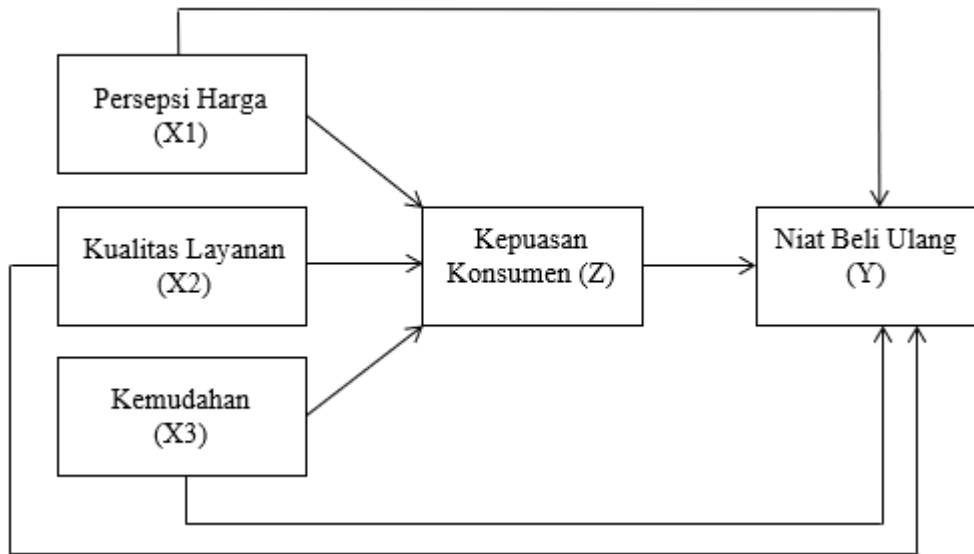 Persepsi Harga
(X1)
Kualitas Layanan
(X2)
Kemudahan
(X3)
Kepuasan
Konsumen (Z)
Niat Beli Ulang
(Y)